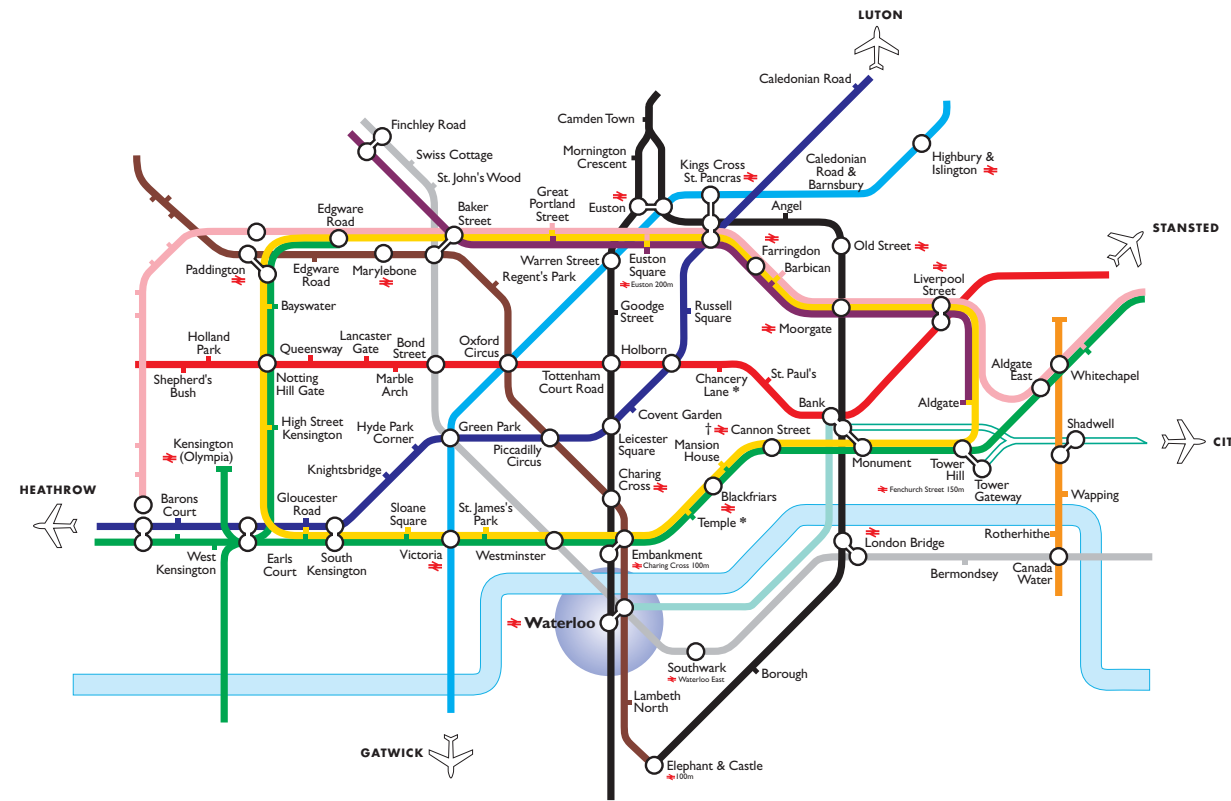 LUTON
Caledonian Road
Camden Town
Finchley Road
Swiss Cottage
St. John's Wood
Mornington
Crescent
Kings Cross
St. Pancras
Caledonian
Road &
Barnsbury
Highbury &
Islington
Great
Portland
Street
Euston
Angel
Edgware
Road
Baker
Street
Old Street
STANSTED
Paddington
Edgware
Road
Marylebone
Regent's Park
Warren Street
Euston
Square
Euston 200m
Farringdon
Barbican
Liverpool
Street
Bayswater
Goodge
Street
Russell
Square
Moorgate
Holland
Park
Queensway
Lancaster
Gate
Bond
Street
Oxford
Circus
Holborn
Shepherd's
Bush
Notting
Hill Gate
Marble
Arch
Tottenham
Court Road
Chancery
Lane *
St. Paul's
Aldgate
East
Whitechapel
Bank
Aldgate
High Street
Kensington
Hyde Park
Corner
Green Park
Piccadilly
Circus
Covent Garden
Leicester
Square
† Cannon Street
Mansion
House
Monument
Tower
Hill
Tower
Gateway
Fenchurch Street 150m
Shadwell
CIT
Kensington
(Olympia)
Knightsbridge
Charing
Cross
Blackfriars
Temple *
Wapping
HEATHROW
Barons
Court
Gloucester
Road
Sloane
Square
St. James's
Park
Rotherhithe
West
Kensington
Earls
Court
South
Kensington
Victoria
Westminster
Embankment
Charing Cross 100m
London Bridge
Bermondsey
Canada
Water
Waterloo
Southwark
Waterloo East
Borough
Lambeth
North
GATWICK
Elephant & Castle
100m